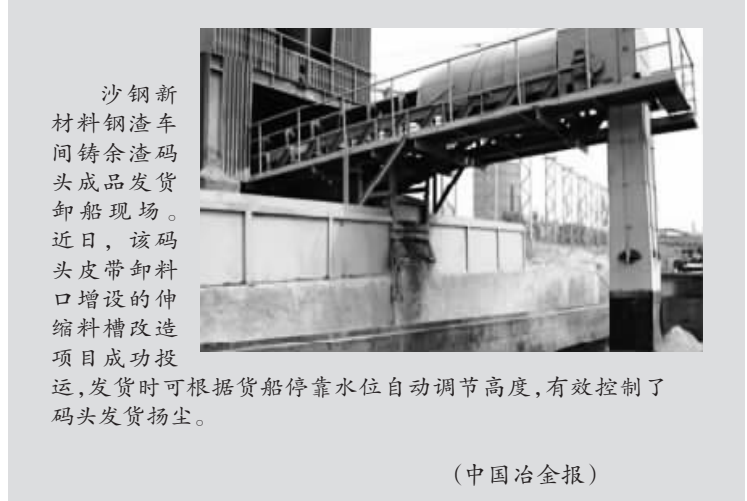 沙钢新
材料钢渣车
间铸余渣码
头成品发货
卸船现场。
近日，该码
头皮带卸料
口增设的伸
缩料槽改造
项目成功投
运,发货时可根据货船停靠水位自动调节高度,有效控制了
码头发货扬尘。
(中国冶金报)